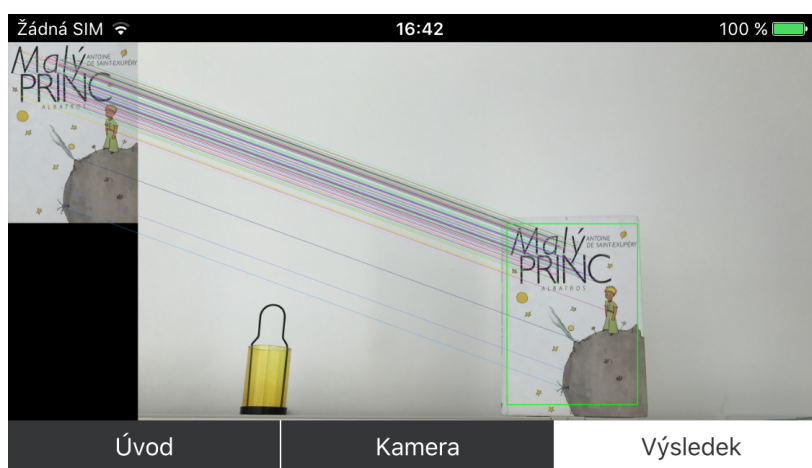 Žádná SIM 16:42 100 %
Malý
ANTOINE
DE SAINT-EXUPÉRY
PRINC
ALBATROS
Malý
ANTOINE
DE SAINT-EXUPÉRY
PRINC
ALBATROS
Úvod Kamera Výsledek